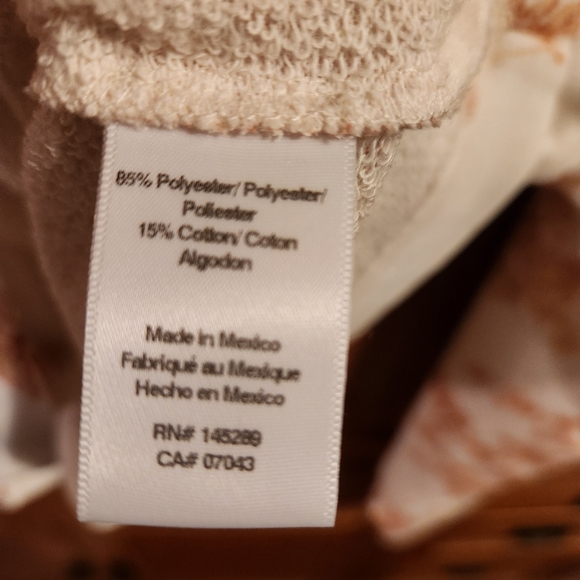 85% Polyester/ Polyester/
Poliester
15% Cotton/ Coton
Algodon
Made in Mexico
Fabriqué au Mexique
Hecho en Mexico
RN# 145289
CA# 07043